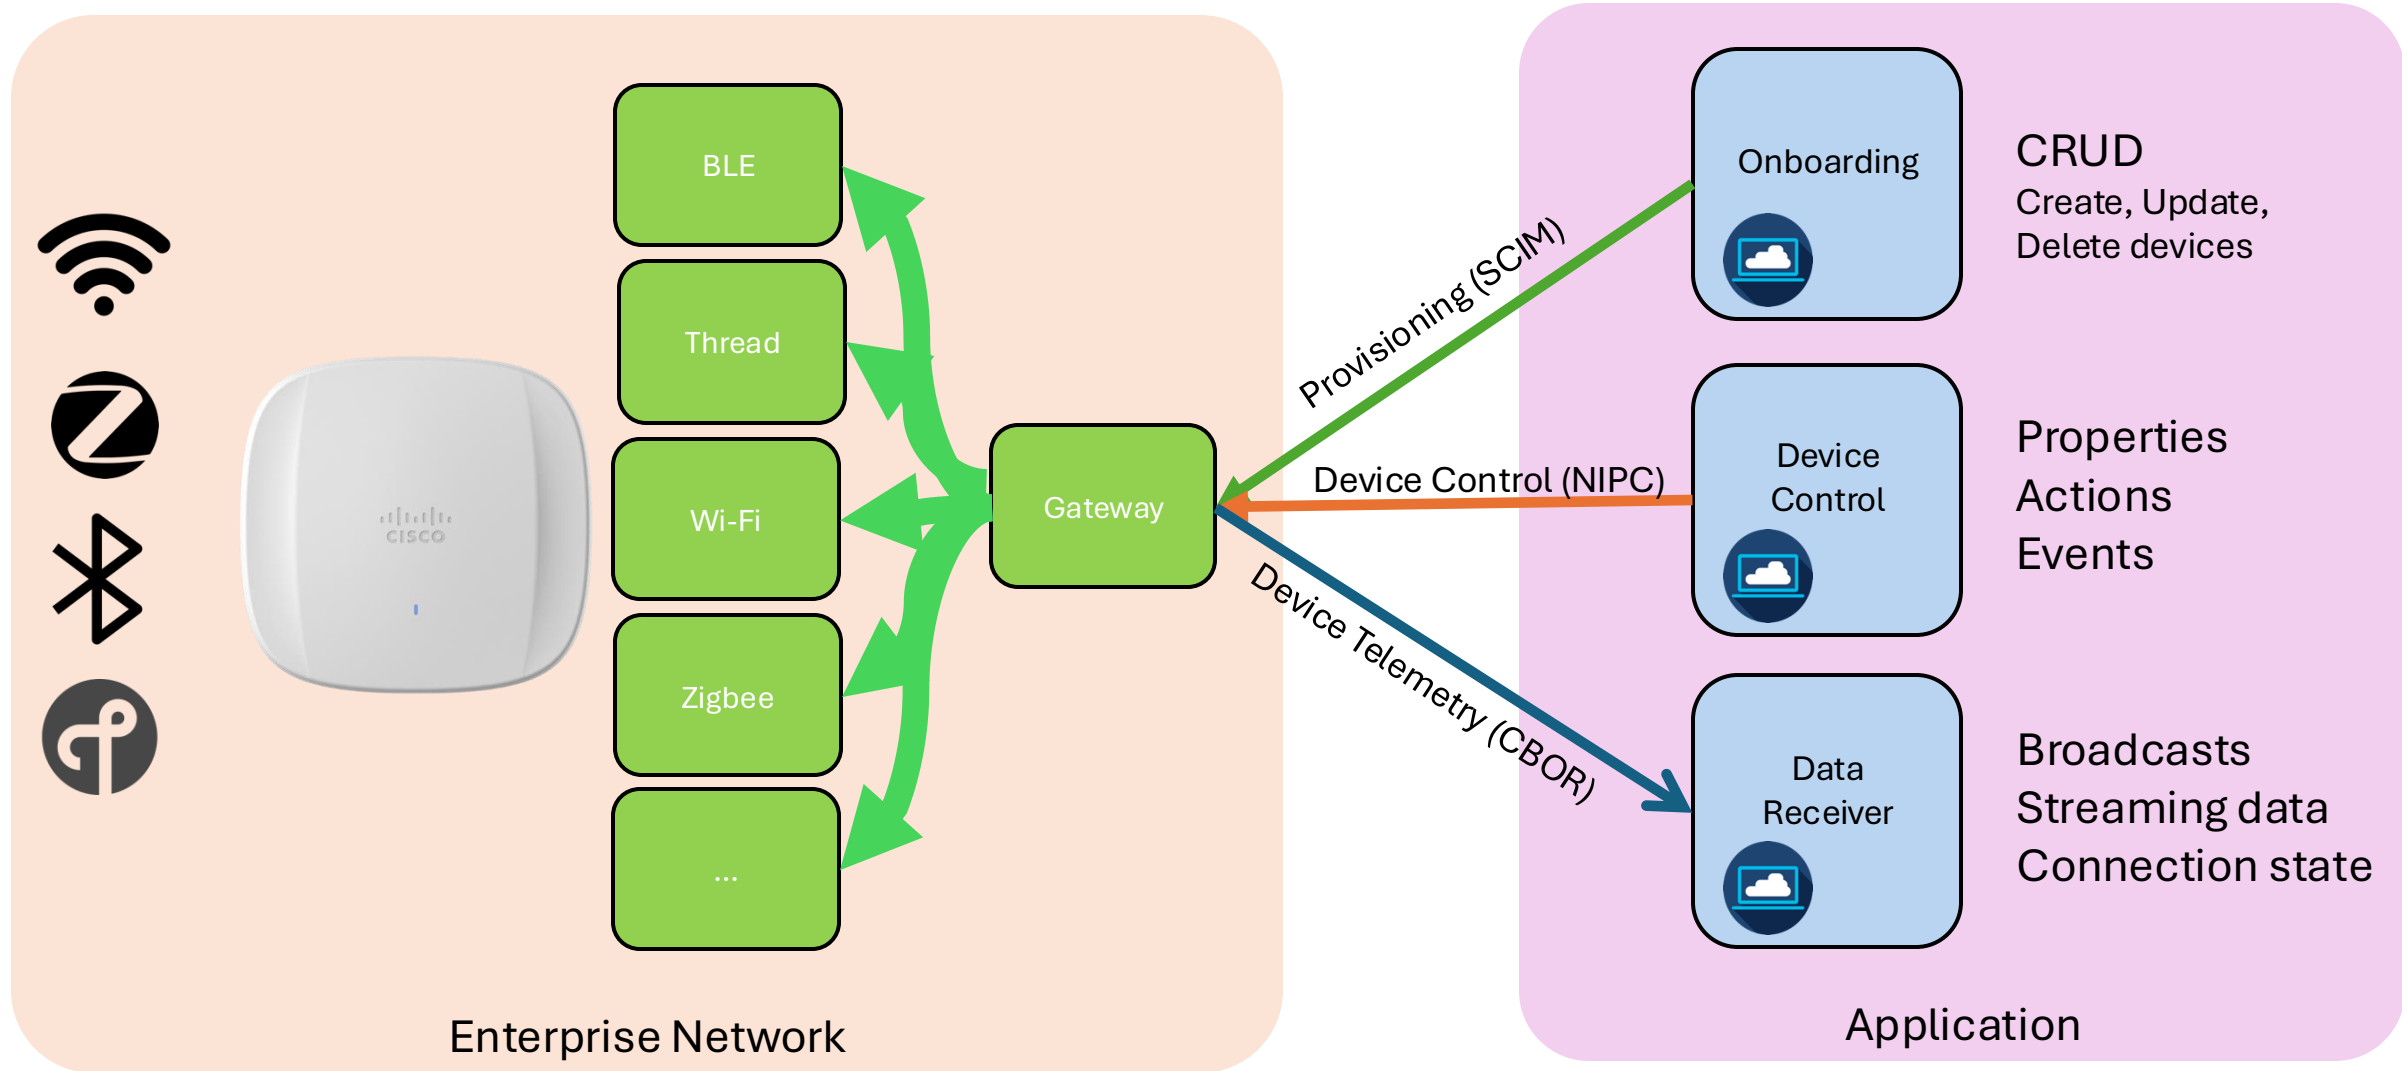 BLE
Thread
Wi-Fi
Zigbee
...
CISCO
Gateway
Enterprise Network
Provisioning (SCIM)
Device Control (NIPC)
Device Telemetry (CBOR)
Onboarding
CRUD
Create, Update,
Delete devices
Device
Control
Properties
Actions
Events
Data
Receiver
Broadcasts
Streaming data
Connection state
Application